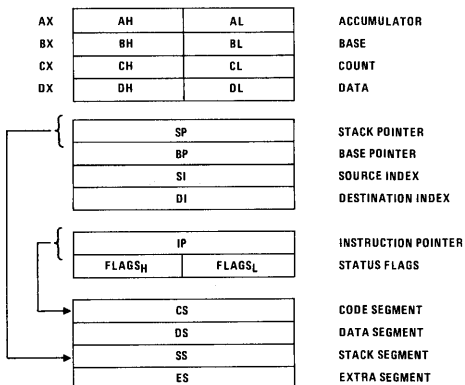 AX AH AL ACCUMULATOR
BX BH BL BASE
CX CH CL COUNT
DX DH DL DATA
SP STACK POINTER
BP BASE POINTER
SI SOURCE INDEX
DI DESTINATION INDEX
IP INSTRUCTION POINTER
FLAGSH FLAGSL STATUS FLAGS
CS CODE SEGMENT
DS DATA SEGMENT
SS STACK SEGMENT
ES EXTRA SEGMENT